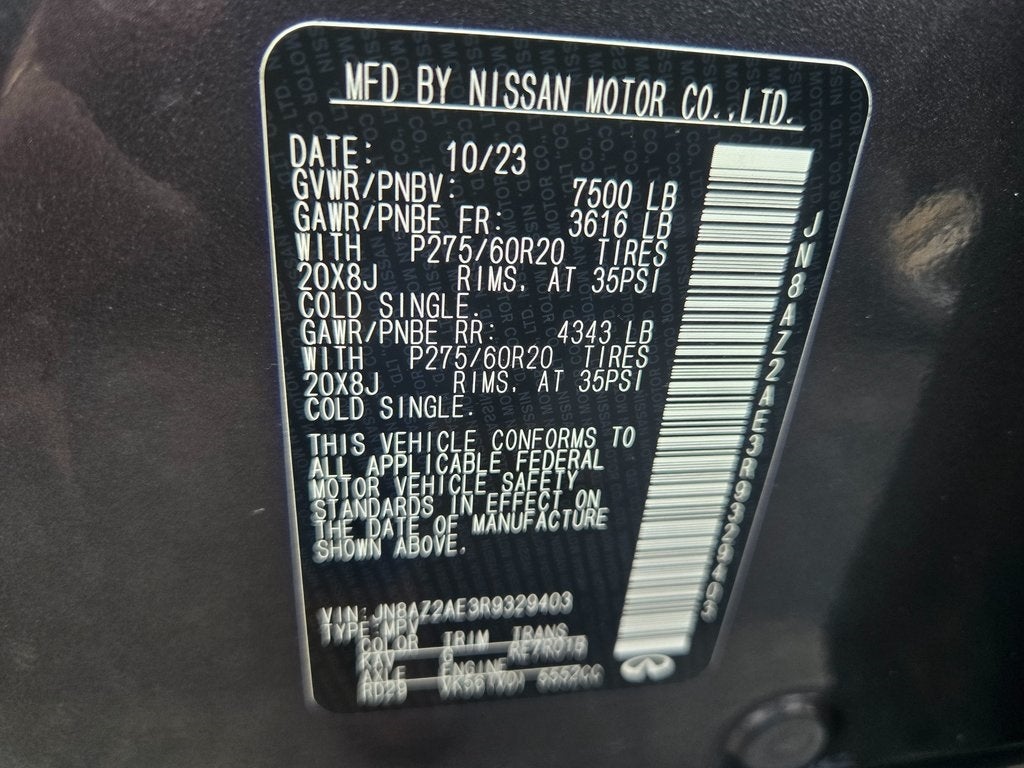 MFD BY NISSAN MOTOR CO.,LTD.
DATE: 10/23
GVWR/PNBV: 7500 LB
GAWR/PNBE FR: 3616 LB
WITH P275/60R20 TIRES
20X8J RIMS. AT 35PSI
COLD SINGLE.
GAWR/PNBE RR: 4343 LB
WITH P275/60R20 TIRES
20X8J RIMS. AT 35PSI
COLD SINGLE.
THIS VEHICLE CONFORMS TO
ALL APPLICABLE FEDERAL
MOTOR VEHICLE SAFETY
STANDARDS IN EFFECT ON
THE DATE OF MANUFACTURE
SHOWN ABOVE.
VIN: JN8AZ2AE3R9329403
TYPE:MPV
COLOR TRIM TRANS
KAV G RE7R01B
AXLE ENGINE
RD29 5552CC
JN8AZ2AE3R9329403